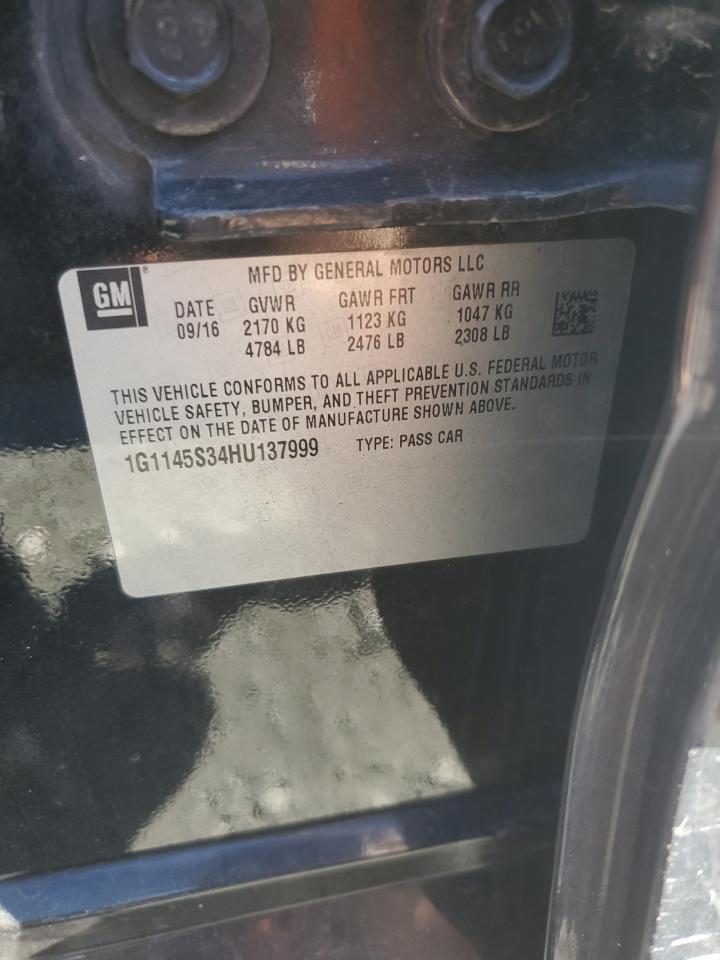 GM
MFD BY GENERAL MOTORS LLC
DATE GVWR GAWR FRT GAWR RR
09/16 2170 KG 1123 KG 1047 KG
4784 LB 2476 LB 2308 LB
THIS VEHICLE CONFORMS TO ALL APPLICABLE U.S. FEDERAL MOTOR
VEHICLE SAFETY, BUMPER, AND THEFT PREVENTION STANDARDS IN
EFFECT ON THE DATE OF MANUFACTURE SHOWN ABOVE.
1G1145S34HU137999 TYPE: PASS CAR